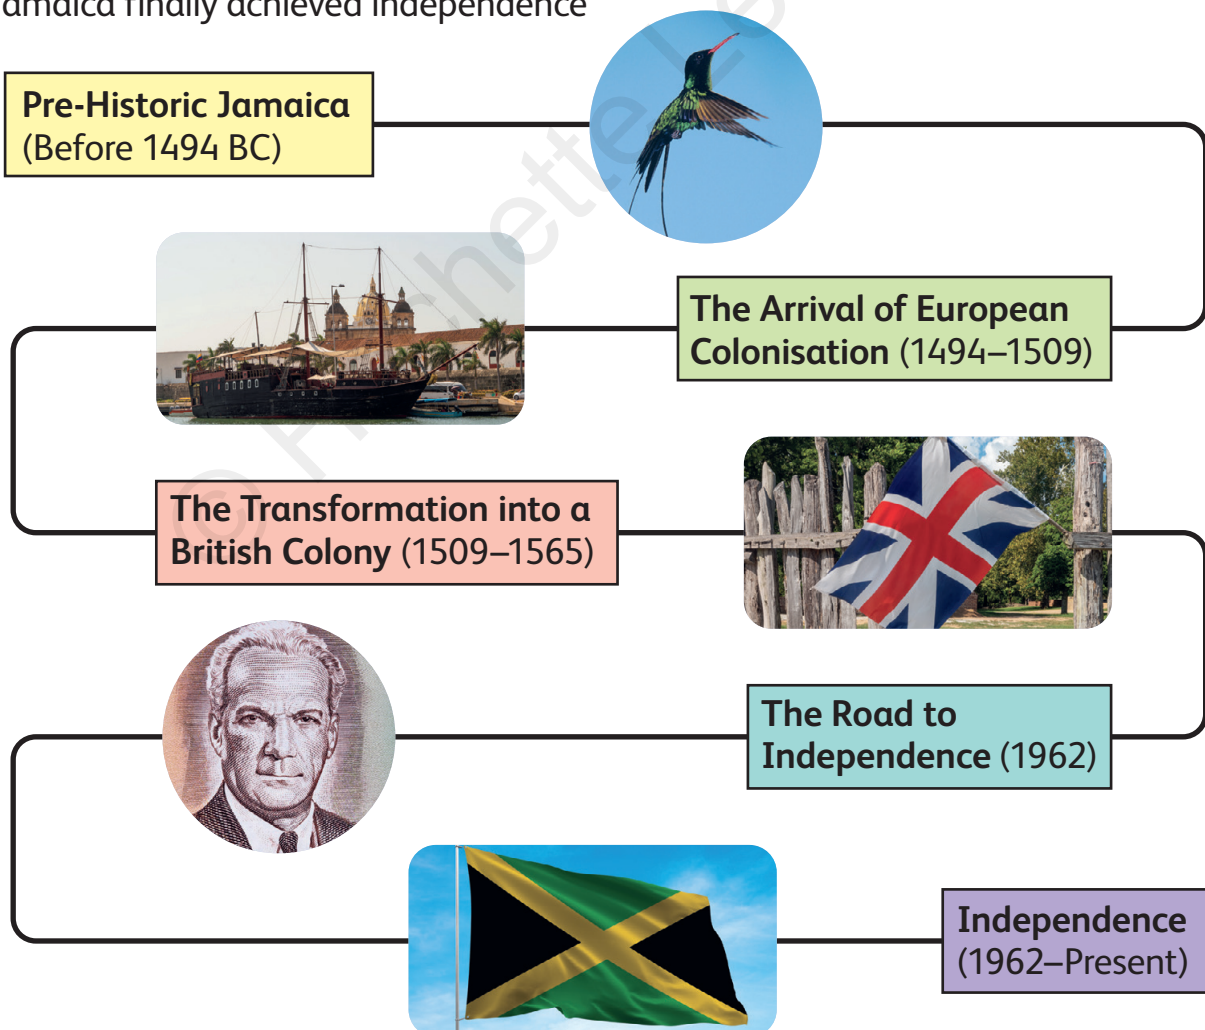 amaica finally achieved independence
Pre-Historic Jamaica
(Before 1494 BC)
The Arrival of European
Colonisation (1494–1509)
The Transformation into a
British Colony (1509–1565)
The Road to
Independence (1962)
Independence
(1962–Present)